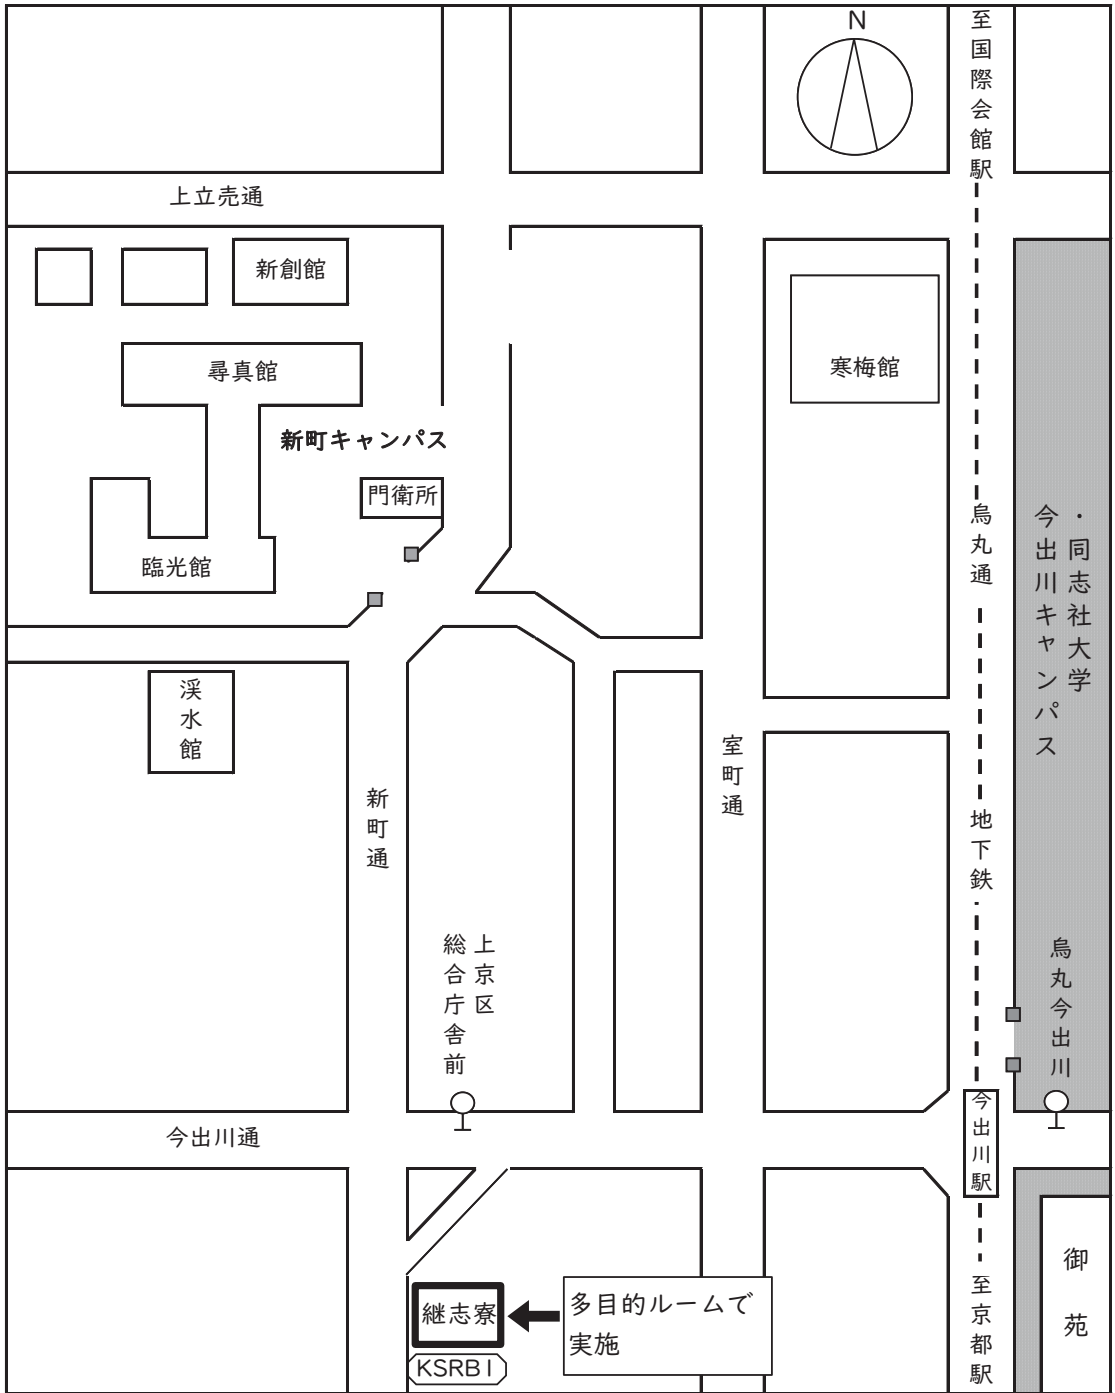 N
至国際会館駅
上立売通
新創館
尋真館
寒梅館
新町キャンパス
門衛所
臨光館
烏丸通
・同志社大学
今出川キャンパス
渓水館
新町通
室町通
地下鉄
上京区
総合庁舎前
烏丸今出川
今出川通
今出川駅
御苑
至京都駅
継志寮
多目的ルームで
実施
KSRB1